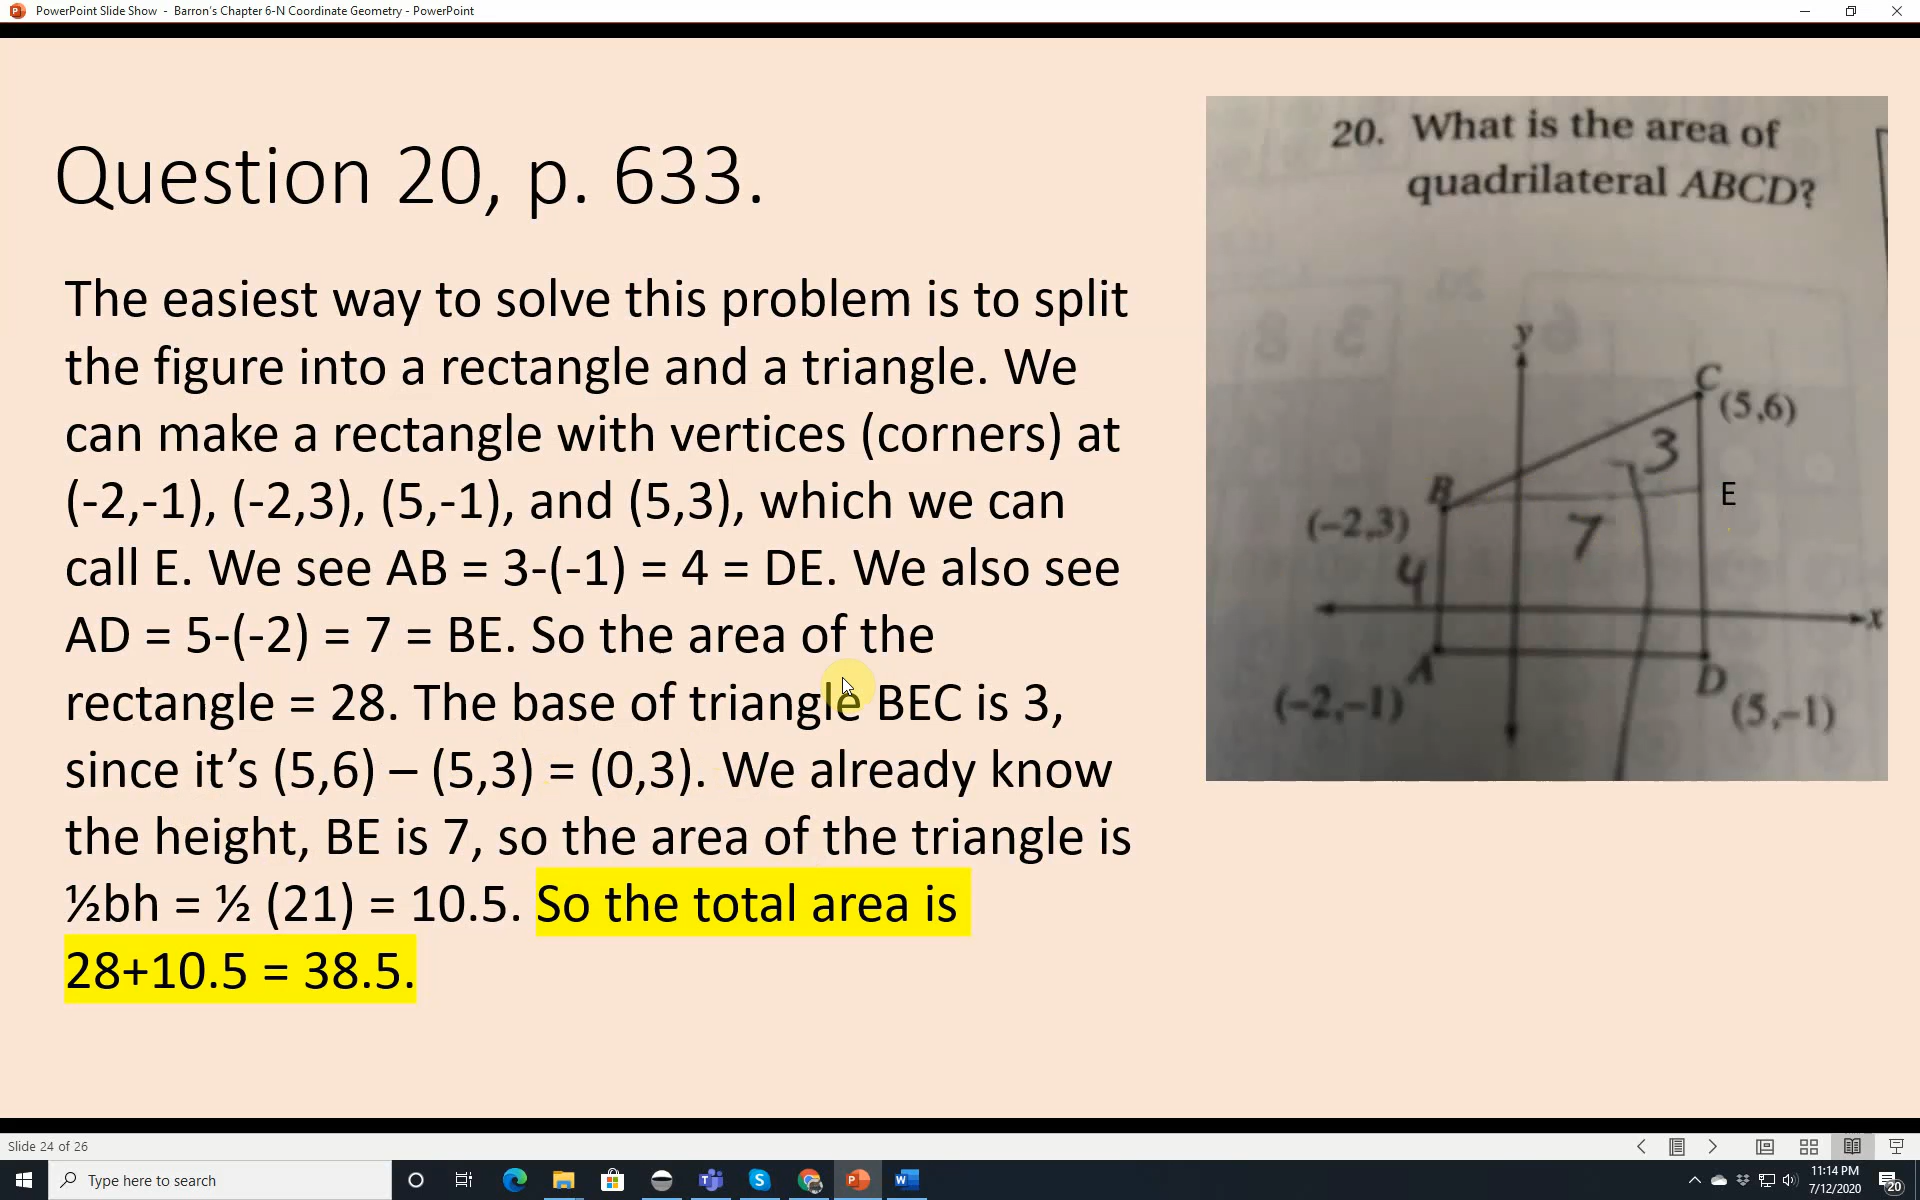 PowerPoint Slide Show - Barron's Chapter 6-N Coordinate Geometry - PowerPoint
Question 20, p. 633.
The easiest way to solve this problem is to split
the figure into a rectangle and a triangle. We
can make a rectangle with vertices (corners) at
(-2,-1), (-2,3), (5,-1), and (5,3), which we can
call E. We see AB = 3-(-1) = 4 = DE. We also see
AD = 5-(-2) = 7 = BE. So the area of the
rectangle = 28. The base of triangle BEC is 3,
since it’s (5,6) – (5,3) = (0,3). We already know
the height, BE is 7, so the area of the triangle is
½bh = ½ (21) = 10.5. So the total area is
28+10.5 = 38.5.
20. What is the area of
quadrilateral ABCD?
y
C
(5,6)
3
B
E
(–2,3)
7
4
x
A
D
(–2,–1)
(5,–1)
Slide 24 of 26
Type here to search
11:14 PM
7/12/2020
20